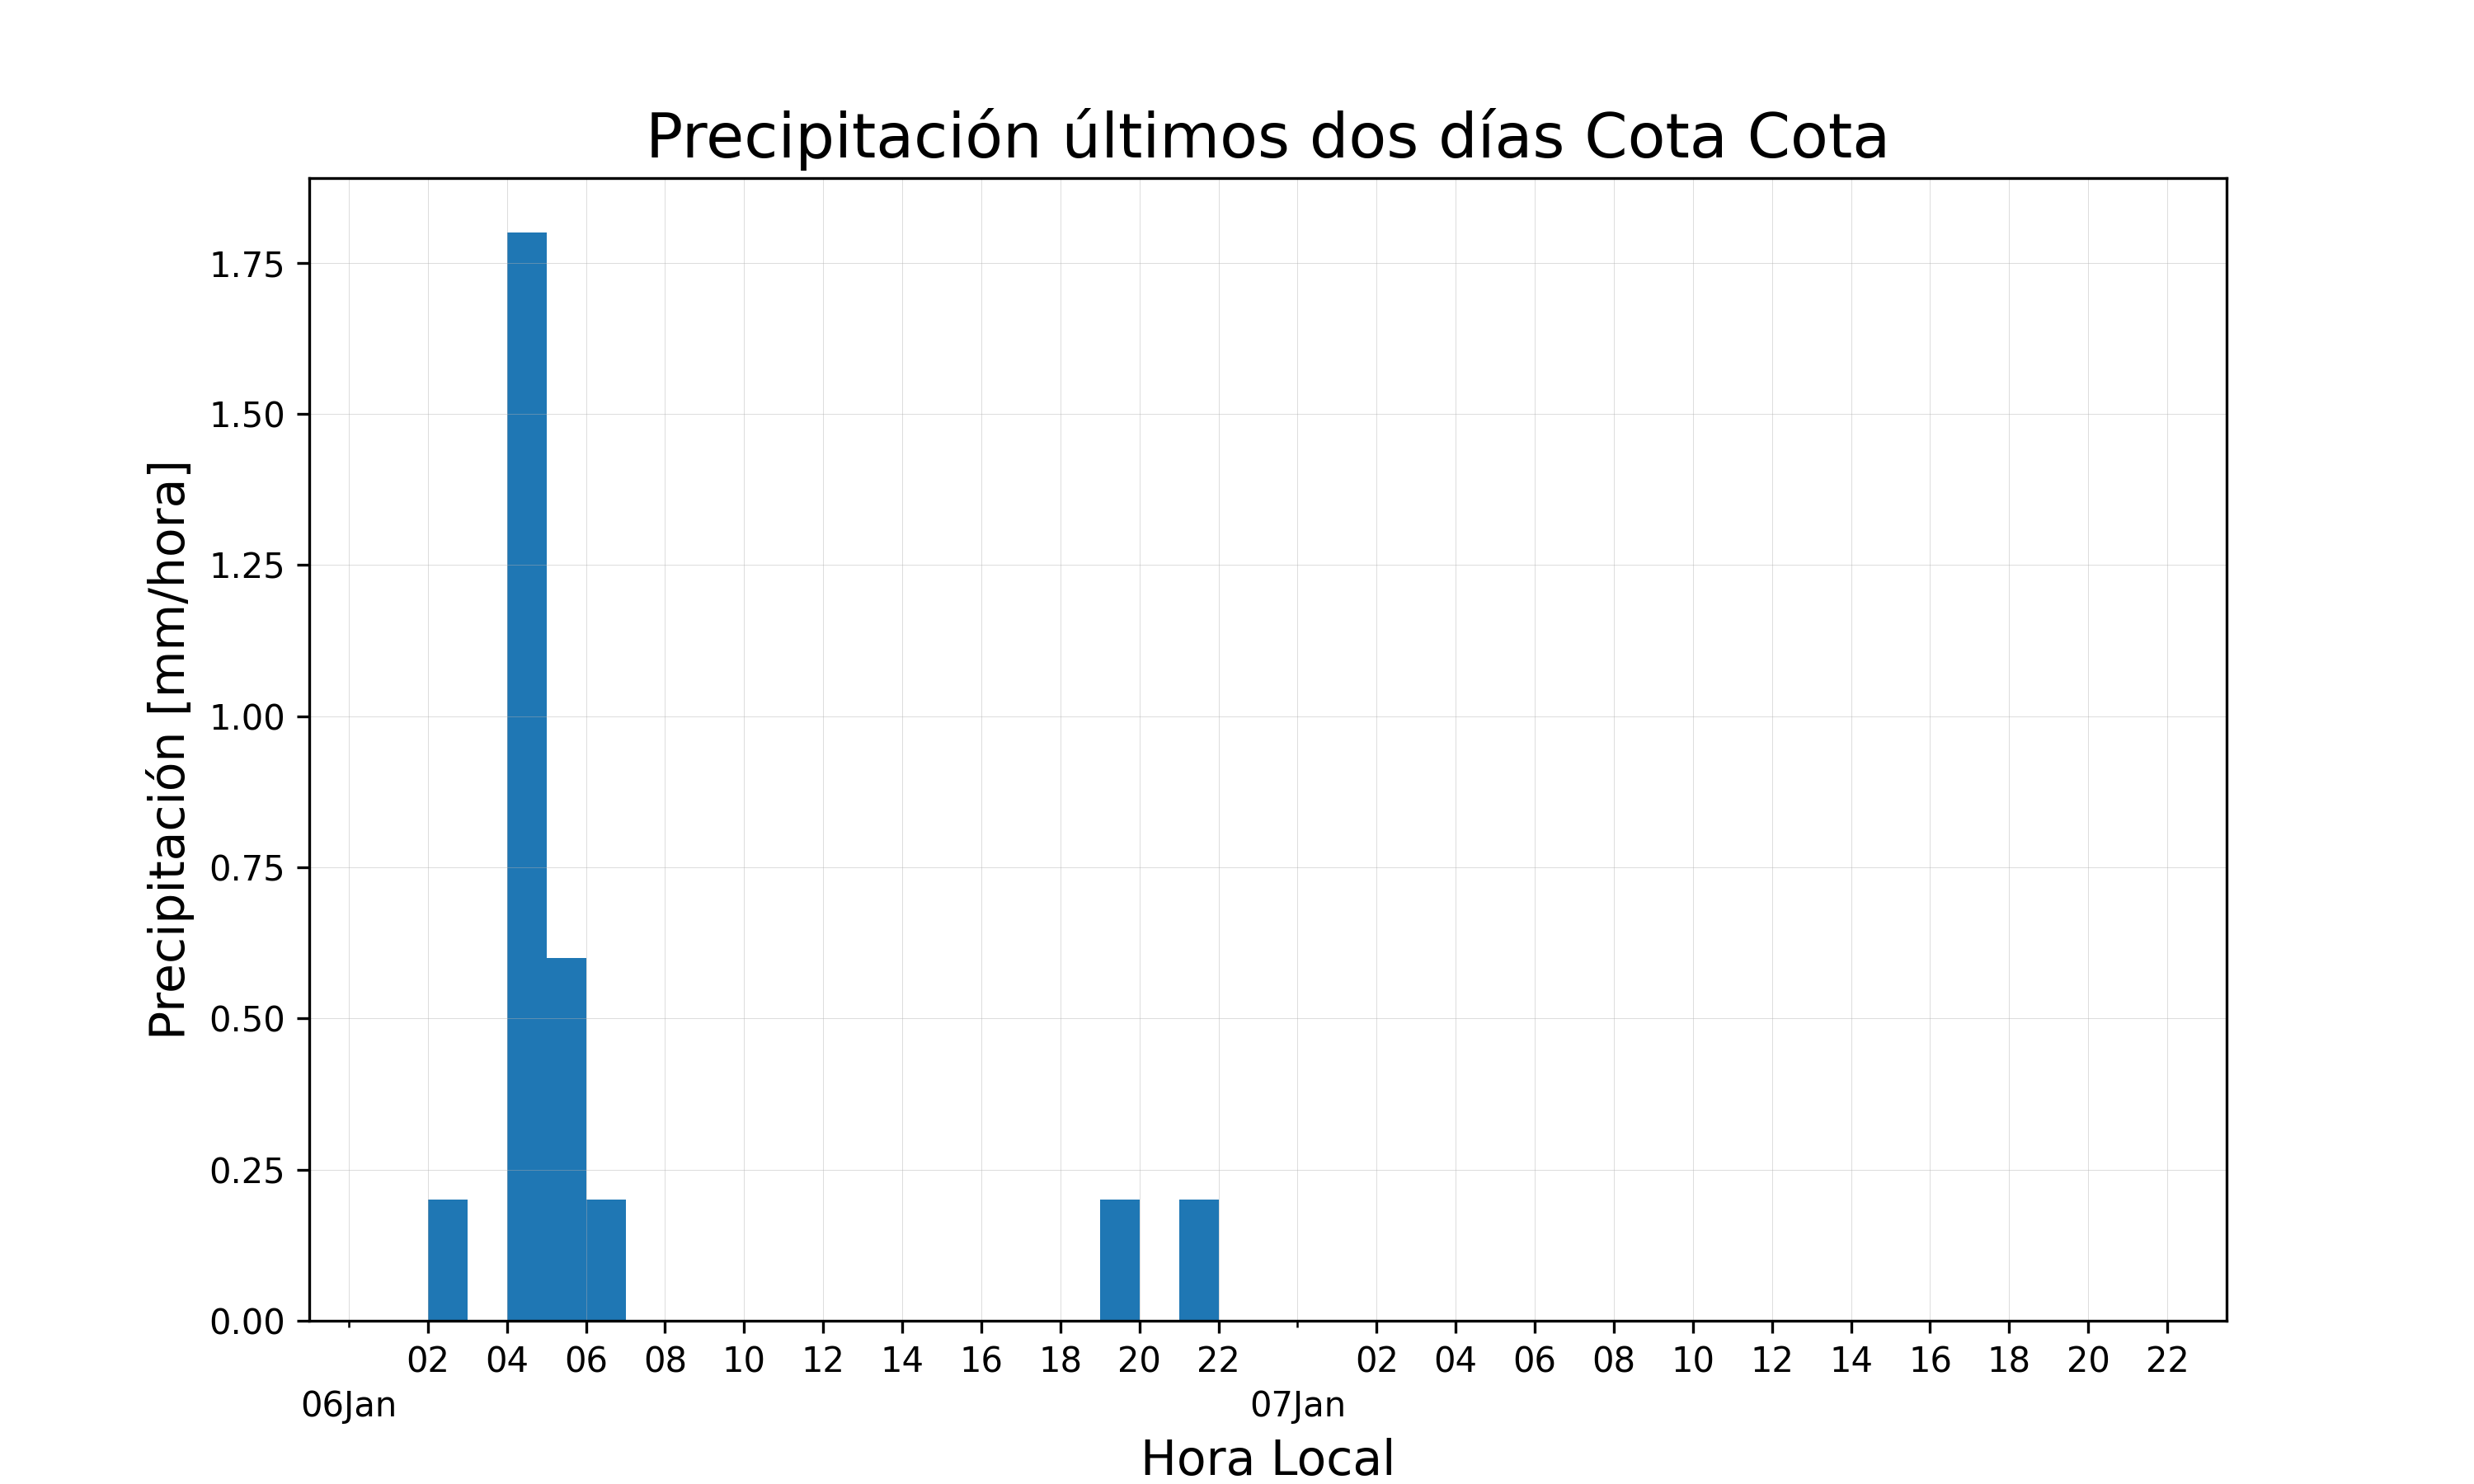 Precipitación últimos dos días Cota Cota
Precipitación [mm/hora]
1.75
1.50
1.25
1.00
0.75
0.50
0.25
0.00
02 04 06 08 10 12 14 16 18 20 22 02 04 06 08 10 12 14 16 18 20 22
06Jan 07Jan
Hora Local